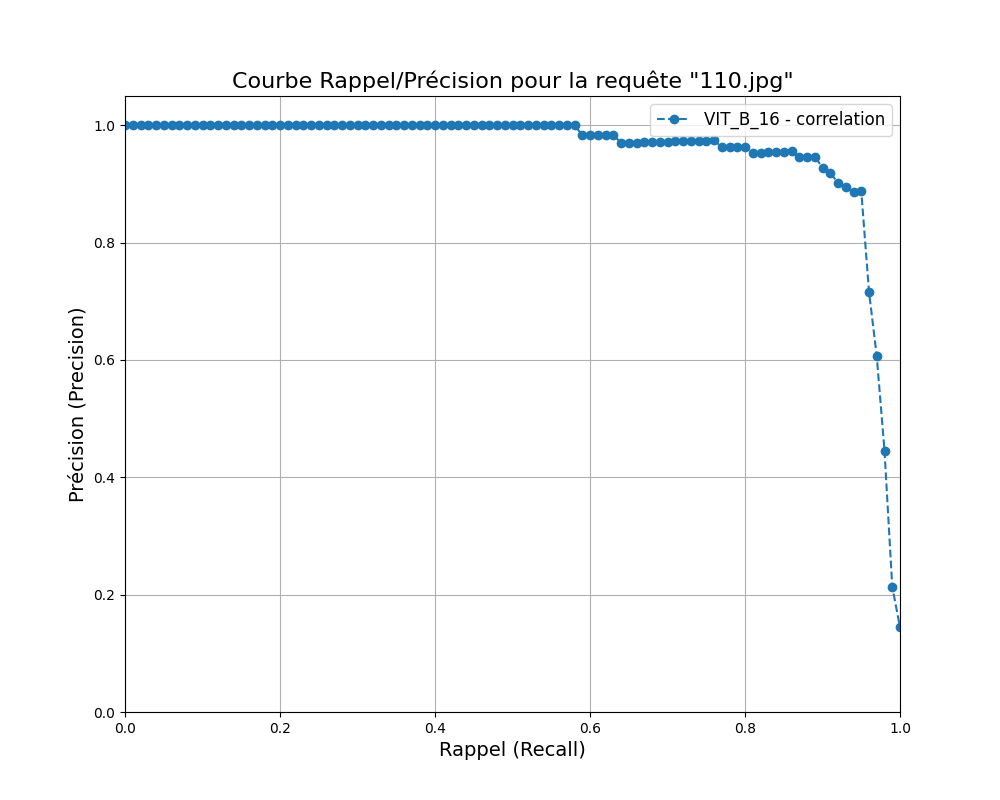 Courbe Rappel/Précision pour la requête "110.jpg"
VIT_B_16 - correlation
1.0
0.8
0.6
0.4
0.2
0.0
Précision (Precision)
0.0 0.2 0.4 0.6 0.8 1.0
Rappel (Recall)